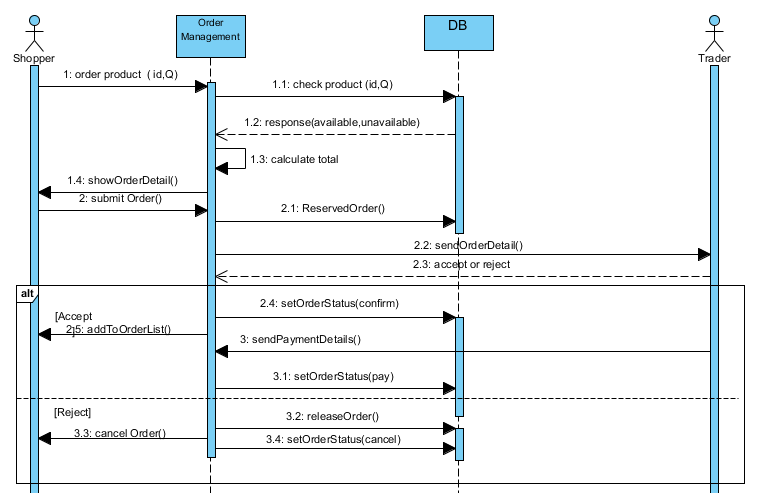 Shopper
Order
Management
DB
Trader
1: order product  ( id,Q)
1.1: check product (id,Q)
1.2: response(available,unavailable)
1.3: calculate total
1.4: showOrderDetail()
2: submit Order()
2.1: ReservedOrder()
2.2: sendOrderDetail()
2.3: accept or reject
alt
2.4: setOrderStatus(confirm)
[Accept
]
2.5: addToOrderList()
3: sendPaymentDetails()
3.1: setOrderStatus(pay)
[Reject]
3.2: releaseOrder()
3.3: cancel Order()
3.4: setOrderStatus(cancel)